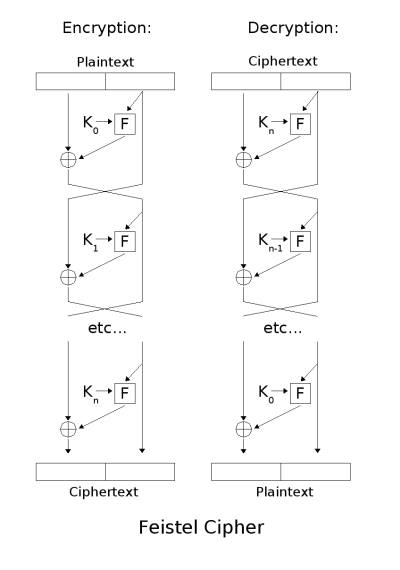 Encryption: Decryption:
Plaintext Ciphertext
K0 F Kn F
K1 F Kn-1 F
etc... etc...
Kn F K0 F
Ciphertext Plaintext
Feistel Cipher